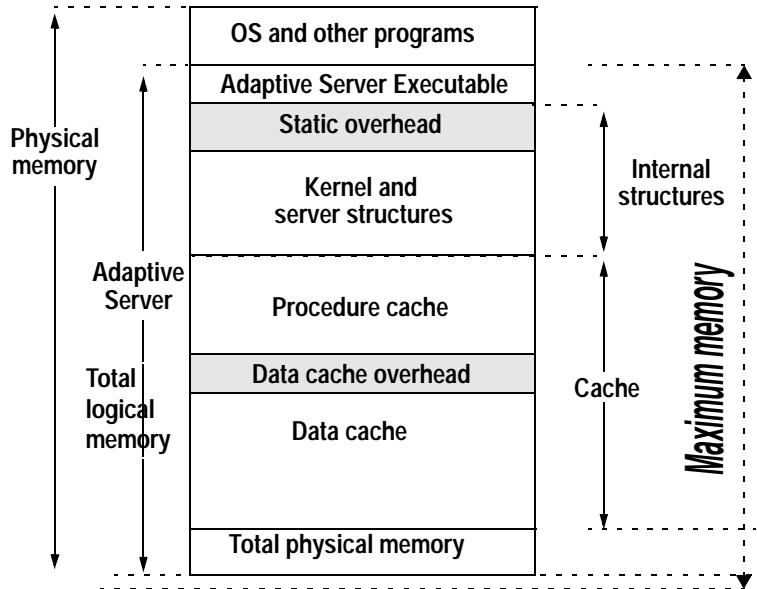 OS and other programs
Adaptive Server Executable
Static overhead
Physical
memory
Internal
structures
Kernel and
server structures
Adaptive
Server
Procedure cache
Maximum memory
Data cache overhead
Total
logical
memory
Cache
Data cache
Total physical memory